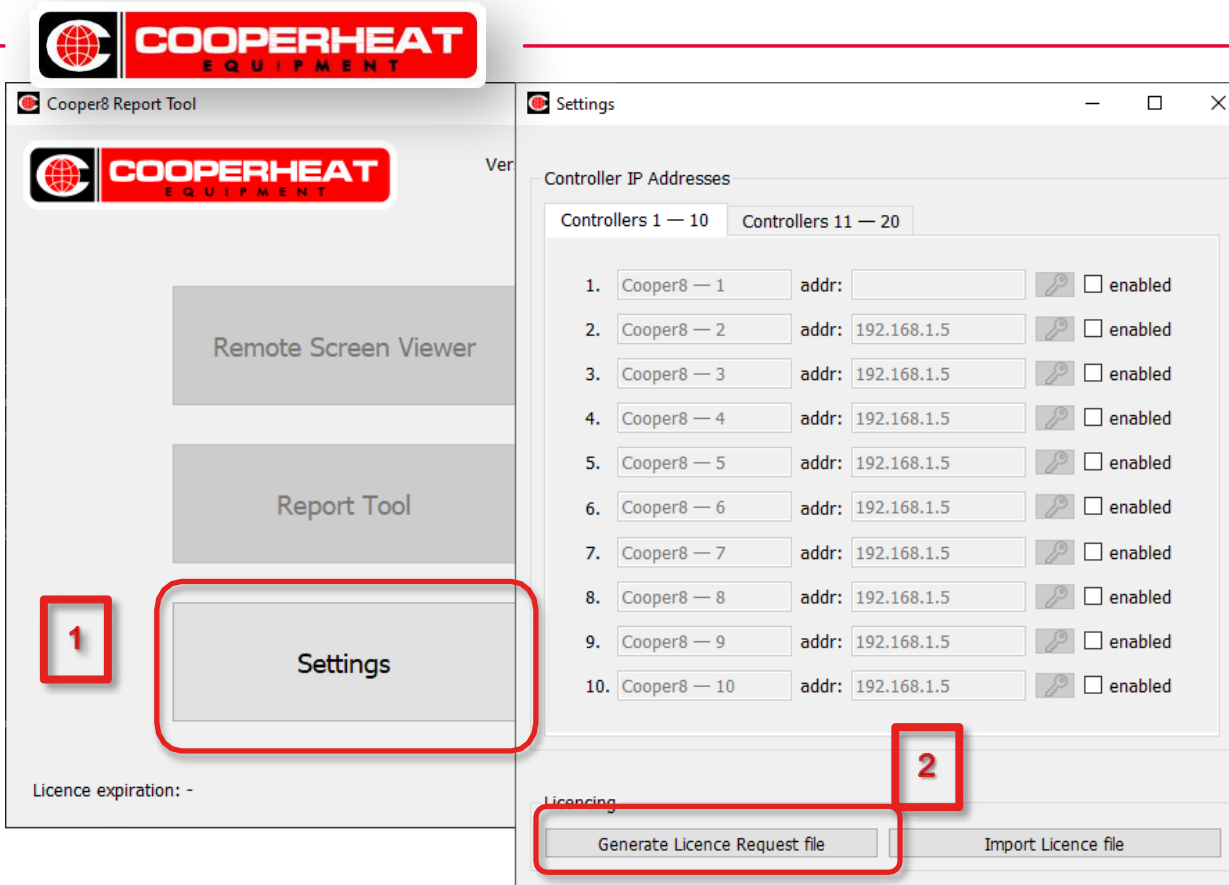 COOPERHEAT
EQUIPMENT
Cooper8 Report Tool
COOPERHEAT
EQUIPMENT
Ver
Remote Screen Viewer
Report Tool
1
Settings
Licence expiration: -
Settings
Controller IP Addresses
Controllers 1 — 10 Controllers 11 — 20
1. Cooper8 — 1 addr: enabled
2. Cooper8 — 2 addr: 192.168.1.5 enabled
3. Cooper8 — 3 addr: 192.168.1.5 enabled
4. Cooper8 — 4 addr: 192.168.1.5 enabled
5. Cooper8 — 5 addr: 192.168.1.5 enabled
6. Cooper8 — 6 addr: 192.168.1.5 enabled
7. Cooper8 — 7 addr: 192.168.1.5 enabled
8. Cooper8 — 8 addr: 192.168.1.5 enabled
9. Cooper8 — 9 addr: 192.168.1.5 enabled
10. Cooper8 — 10 addr: 192.168.1.5 enabled
2
Licencing
Generate Licence Request file Import Licence file